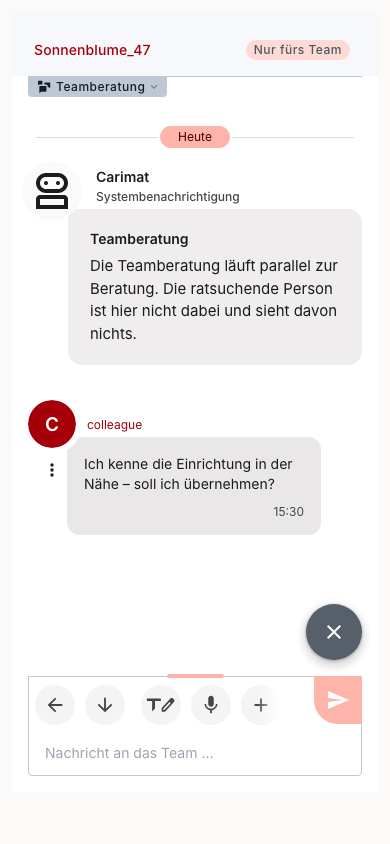 Sonnenblume_47
Nur fürs Team
Teamberatung
Heute
Carimat
Systembenachrichtigung
Teamberatung
Die Teamberatung läuft parallel zur
Beratung. Die ratsuchende Person
ist hier nicht dabei und sieht davon
nichts.
C
colleague
Ich kenne die Einrichtung in der
Nähe – soll ich übernehmen?
15:30
Nachricht an das Team ...